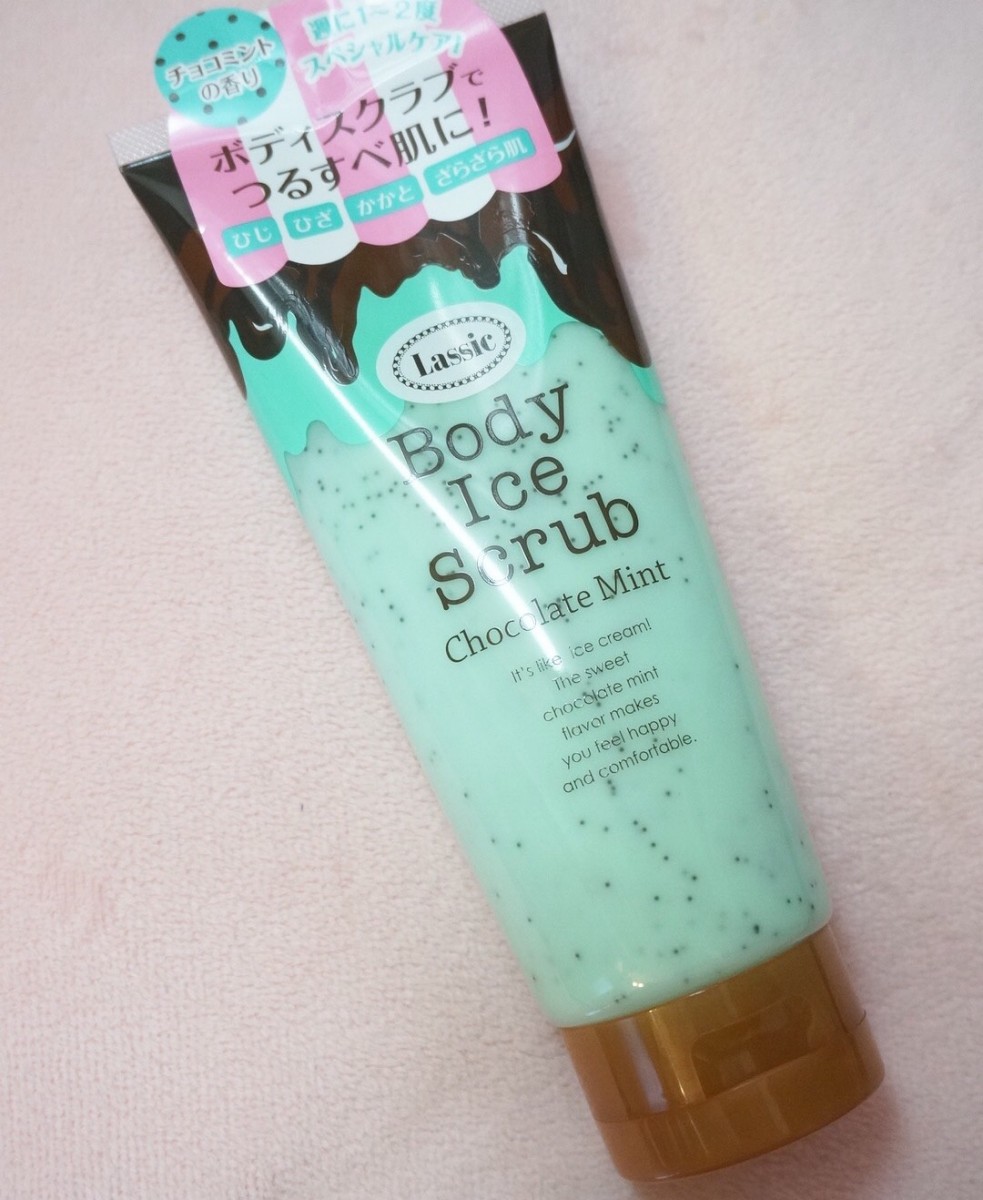 チョコミント
の香り
週に1~2度
スペシャルケア!
ボディスクラブで
つるすべ肌に!
ひじ ひざ かかと ざらざら肌
Lassic
Body
Ice
Scrub
Chocolate Mint
It's like ice cream!
The sweet
chocolate mint
flavor makes
you feel happy
and comfortable.